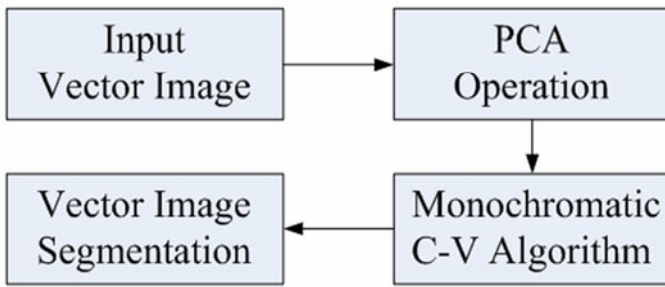 Input
Vector Image
PCA
Operation
Monochromatic
C-V Algorithm
Vector Image
Segmentation